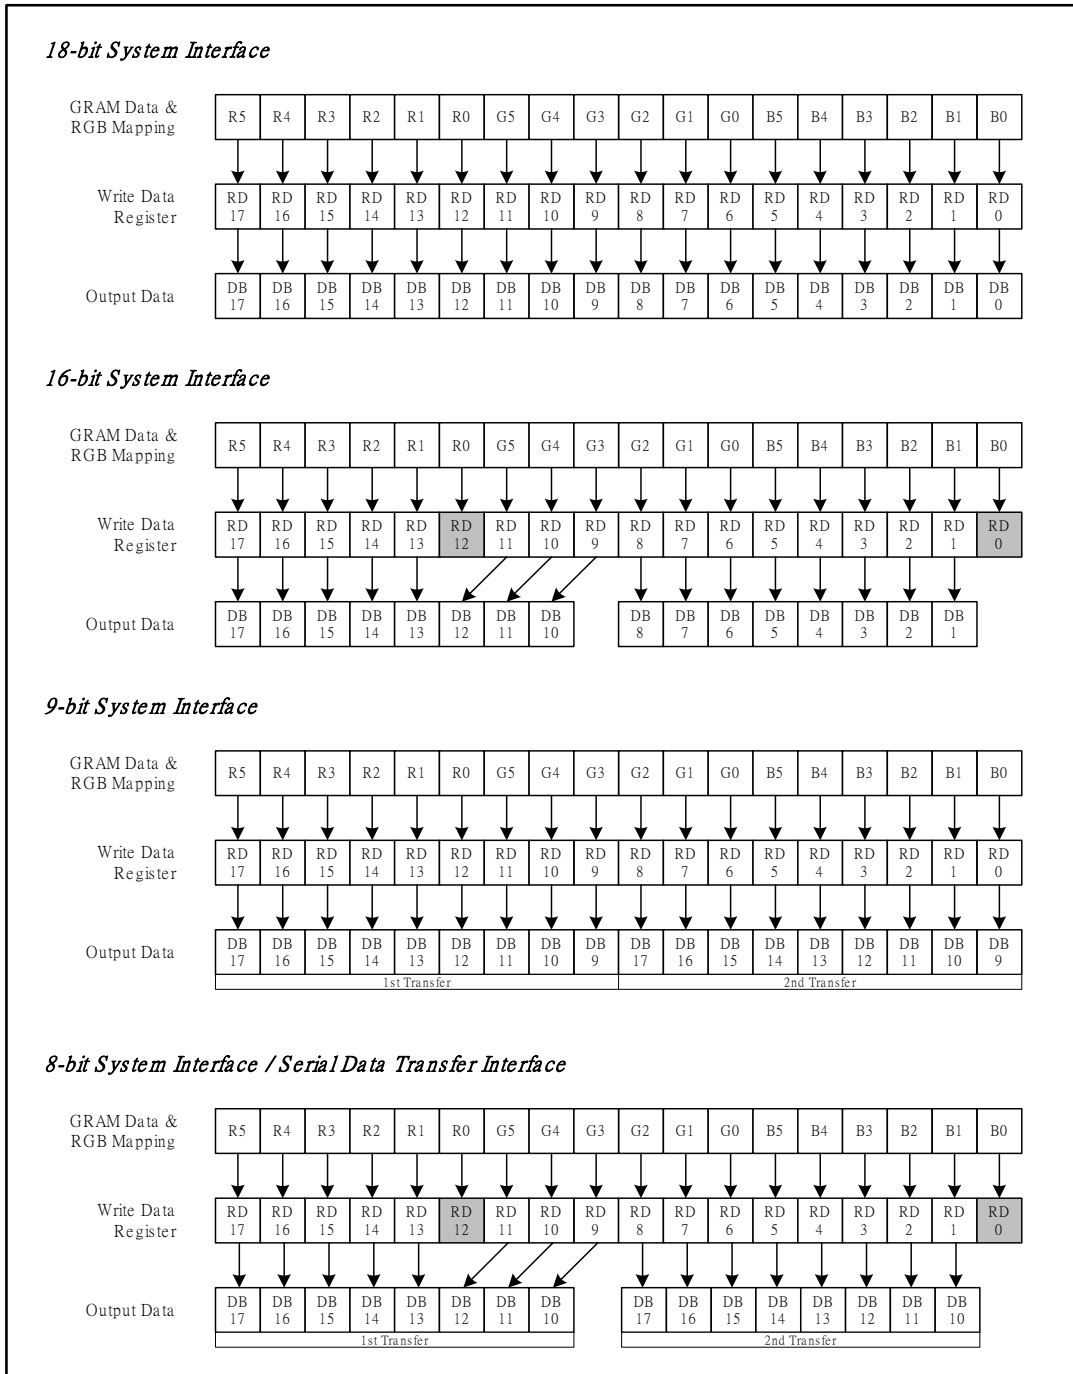 18-bit System Interface
GRAM Data &
RGB Mapping
R5 R4 R3 R2 R1 R0 G5 G4 G3 G2 G1 G0 B5 B4 B3 B2 B1 B0
Write Data
Register
RD RD RD RD RD RD RD RD RD RD RD RD RD RD RD RD RD RD
17 16 15 14 13 12 11 10 9 8 7 6 5 4 3 2 1 0
Output Data
DB DB DB DB DB DB DB DB DB DB DB DB DB DB DB DB DB DB
17 16 15 14 13 12 11 10 9 8 7 6 5 4 3 2 1 0
16-bit System Interface
GRAM Data &
RGB Mapping
R5 R4 R3 R2 R1 R0 G5 G4 G3 G2 G1 G0 B5 B4 B3 B2 B1 B0
Write Data
Register
RD RD RD RD RD RD RD RD RD RD RD RD RD RD RD RD RD RD
17 16 15 14 13 12 11 10 9 8 7 6 5 4 3 2 1 0
Output Data
DB DB DB DB DB DB DB DB DB DB DB DB DB DB DB DB
17 16 15 14 13 12 11 10 8 7 6 5 4 3 2 1
9-bit System Interface
GRAM Data &
RGB Mapping
R5 R4 R3 R2 R1 R0 G5 G4 G3 G2 G1 G0 B5 B4 B3 B2 B1 B0
Write Data
Register
RD RD RD RD RD RD RD RD RD RD RD RD RD RD RD RD RD RD
17 16 15 14 13 12 11 10 9 8 7 6 5 4 3 2 1 0
Output Data
DB DB DB DB DB DB DB DB DB DB DB DB DB DB DB DB DB DB
17 16 15 14 13 12 11 10 9 17 16 15 14 13 12 11 10 9
1st Transfer 2nd Transfer
8-bit System Interface / Serial Data Transfer Interface
GRAM Data &
RGB Mapping
R5 R4 R3 R2 R1 R0 G5 G4 G3 G2 G1 G0 B5 B4 B3 B2 B1 B0
Write Data
Register
RD RD RD RD RD RD RD RD RD RD RD RD RD RD RD RD RD RD
17 16 15 14 13 12 11 10 9 8 7 6 5 4 3 2 1 0
Output Data
DB DB DB DB DB DB DB DB DB DB DB DB DB DB DB DB
17 16 15 14 13 12 11 10 17 16 15 14 13 12 11 10
1st Transfer 2nd Transfer